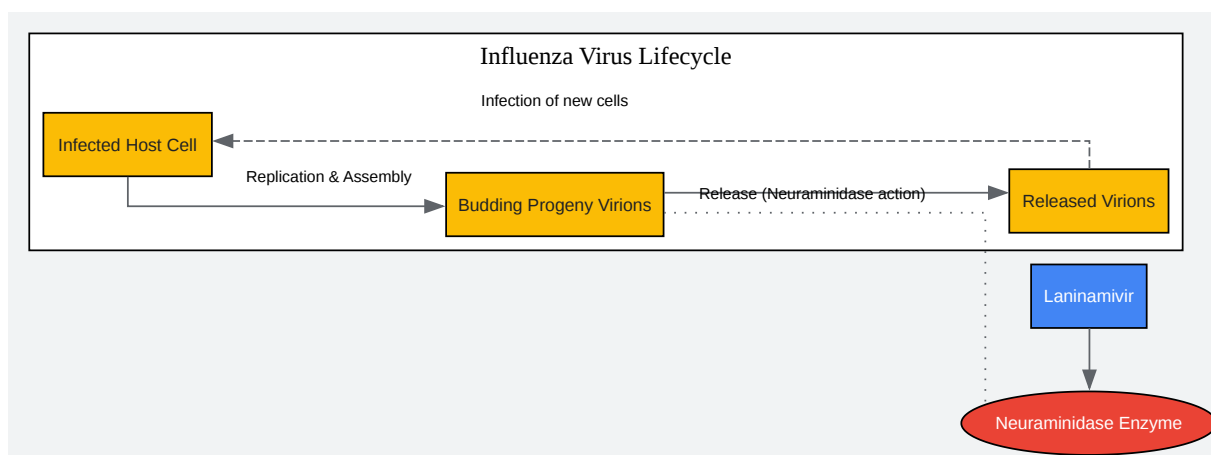 Influenza Virus Lifecycle
Infection of new cells
Infected Host Cell
Replication & Assembly
Budding Progeny Virions
Release (Neuraminidase action)
Released Virions
Laninamivir
Neuraminidase Enzyme